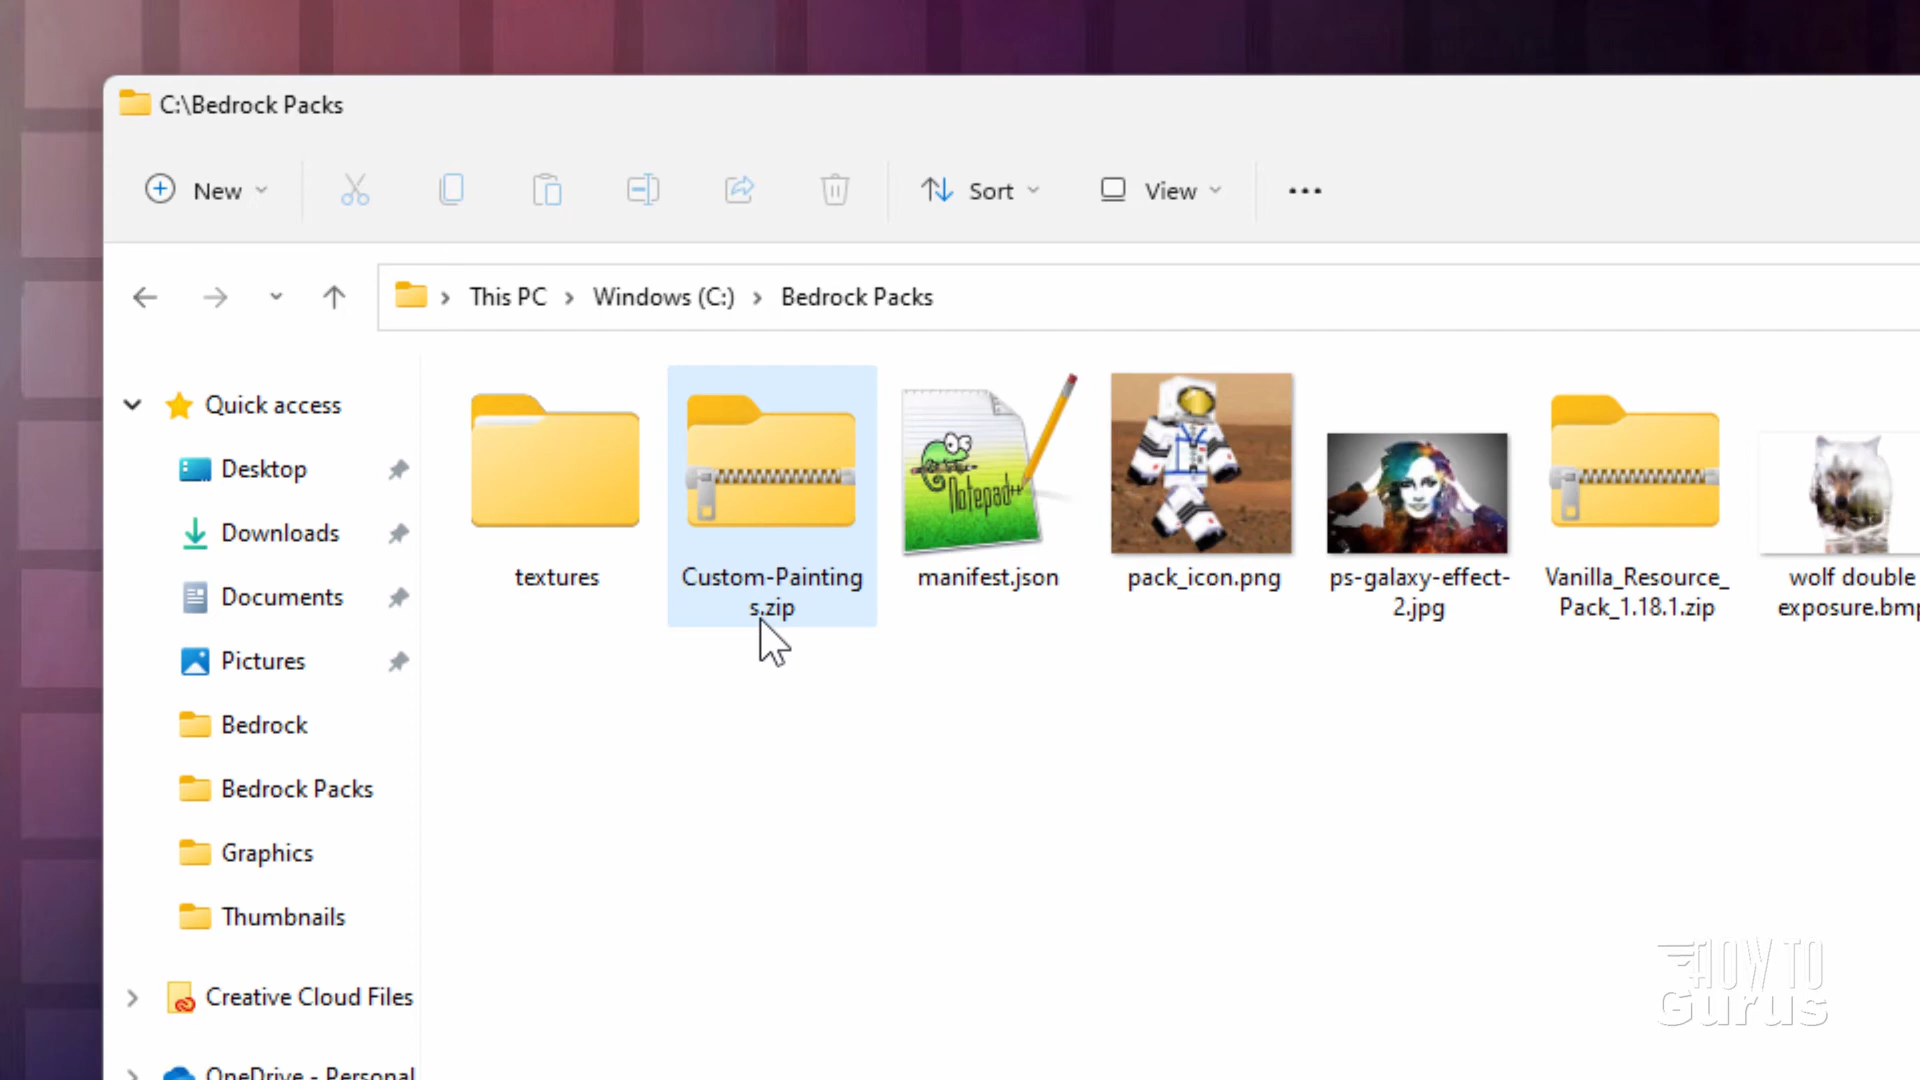 C:\Bedrock Packs
New
Sort
View
This PC > Windows (C:) > Bedrock Packs
Quick access
Desktop
Downloads
Documents
Pictures
Bedrock
Bedrock Packs
Graphics
Thumbnails
Creative Cloud Files
OneDrive - Personal
textures
Custom-Painting
s.zip
Notepad++
manifest.json
pack_icon.png
ps-galaxy-effect-
2.jpg
Vanilla_Resource_
Pack_1.18.1.zip
wolf double
exposure.bmp
HOW TO
Gurus